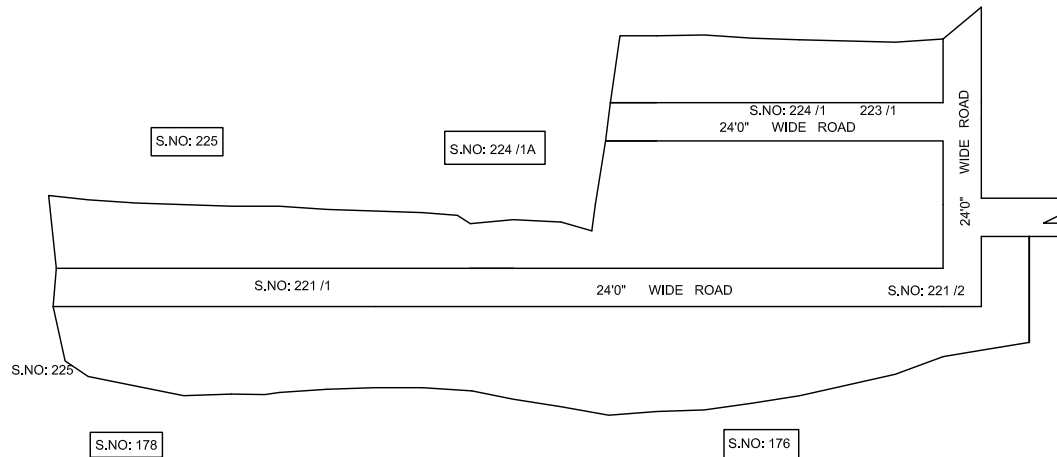 S.NO: 224 /1 223 /1
24'0" WIDE ROAD
24'0" WIDE ROAD
S.NO: 225
S.NO: 224 /1A
S.NO: 221 /1
24'0" WIDE ROAD
S.NO: 221 /2
S.NO: 225
S.NO: 178
S.NO: 176